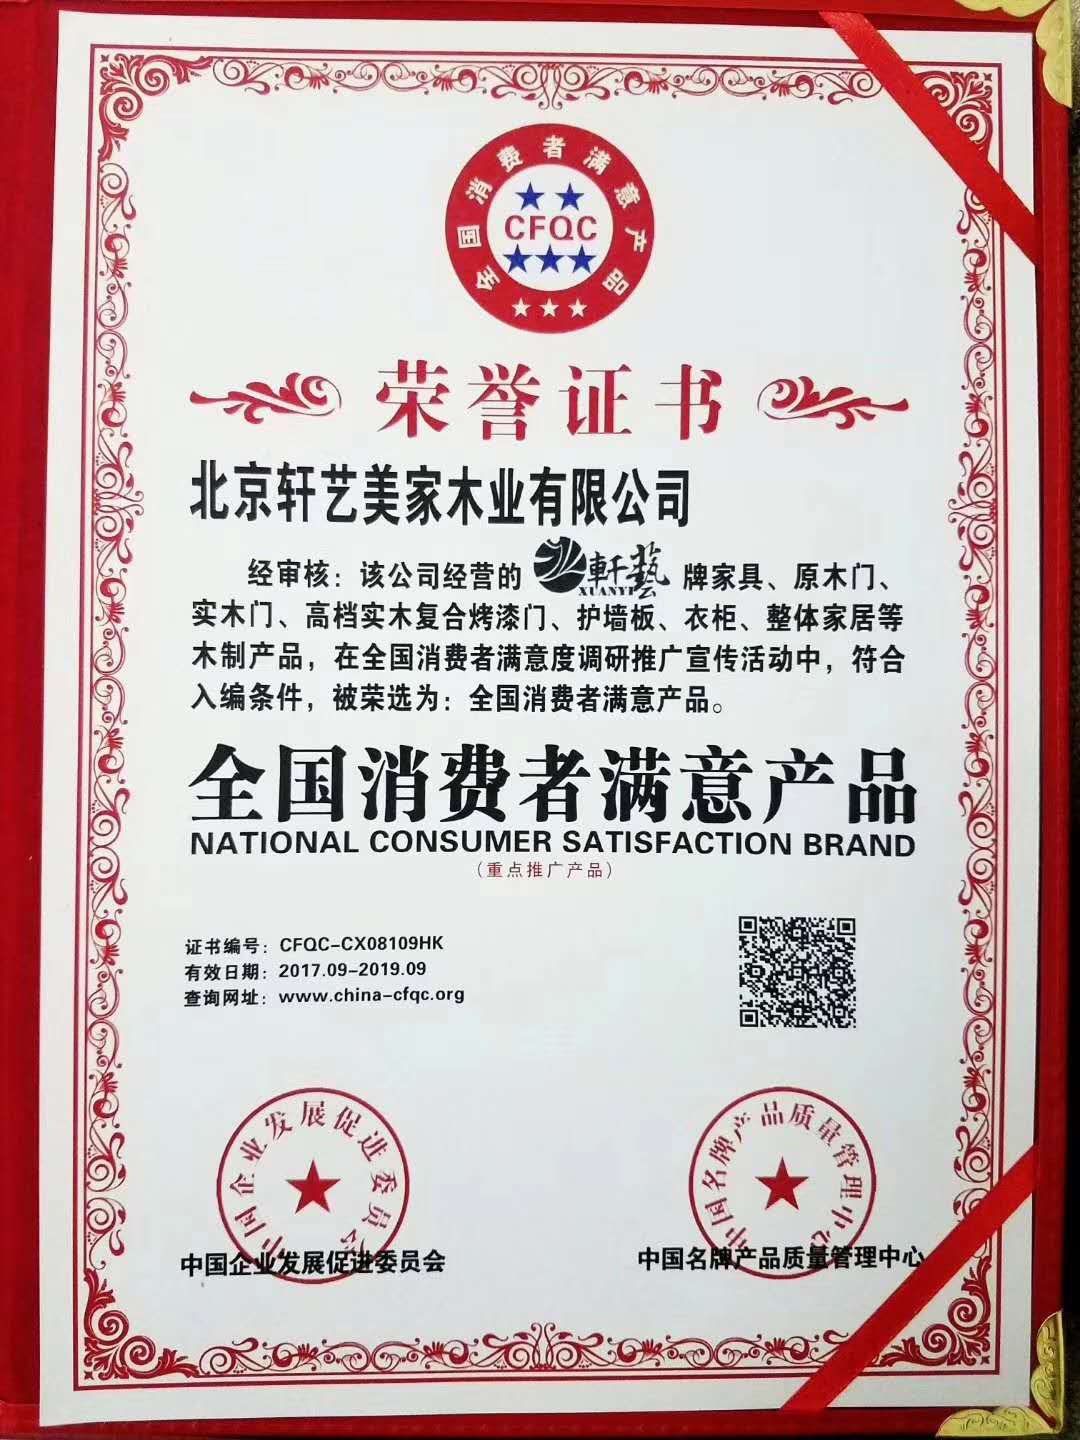 全国消费者满意产品
CFQC
荣誉证书
北京轩艺美家木业有限公司
经审核：该公司经营的 軒藝 牌家具、原木门、
XUANYI
实木门、高档实木复合烤漆门、护墙板、衣柜、整体家居等
木制产品，在全国消费者满意度调研推广宣传活动中，符合
入编条件，被荣选为：全国消费者满意产品。
全国消费者满意产品
NATIONAL CONSUMER SATISFACTION BRAND
（重点推广产品）
证书编号：CFQC-CX08109HK
有效日期：2017.09-2019.09
查询网址：www.china-cfqc.org
中国企业发展促进委员会
中国名牌产品质量管理中心
中国企业发展促进委员会
中国名牌产品质量管理中心